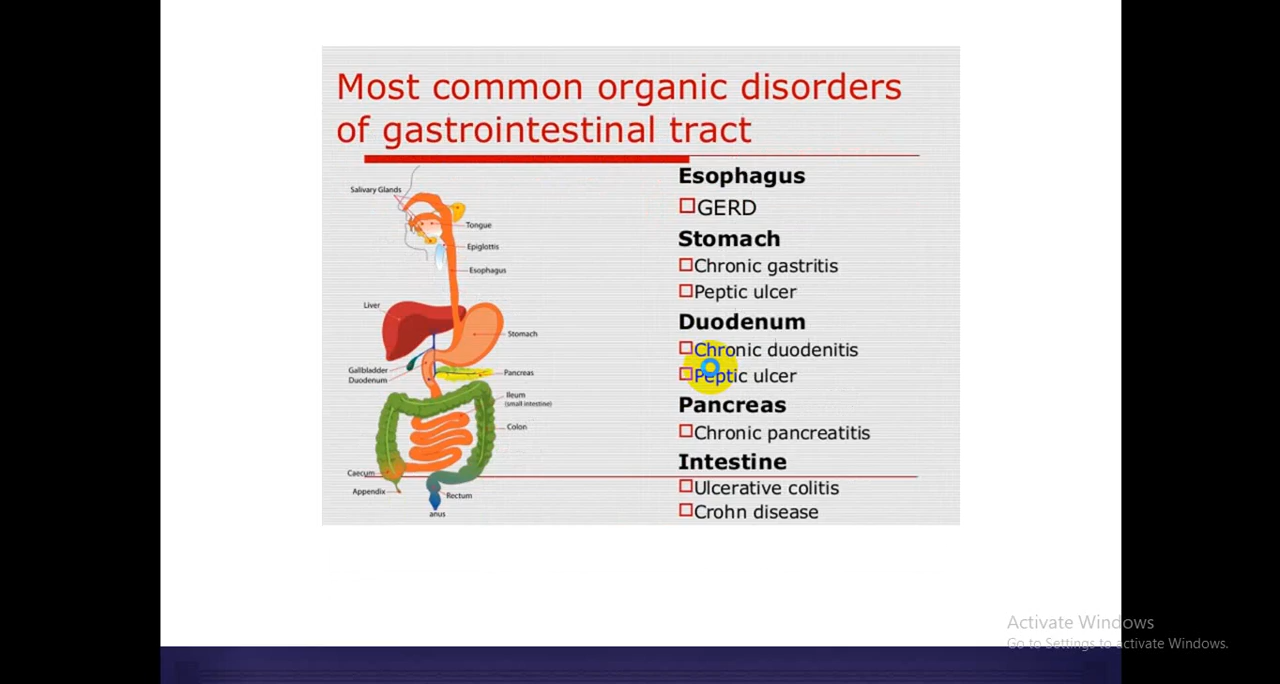 Most common organic disorders
of gastrointestinal tract
Salivary Glands
Tongue
Epiglottis
Esophagus
Liver
Stomach
Gallbladder
Duodenum
Pancreas
Ileum
(small intestine)
Colon
Caecum
Appendix
Rectum
anus
Esophagus
GERD
Stomach
Chronic gastritis
Peptic ulcer
Duodenum
Chronic duodenitis
Peptic ulcer
Pancreas
Chronic pancreatitis
Intestine
Ulcerative colitis
Crohn disease
Activate Windows
Go to Settings to activate Windows.